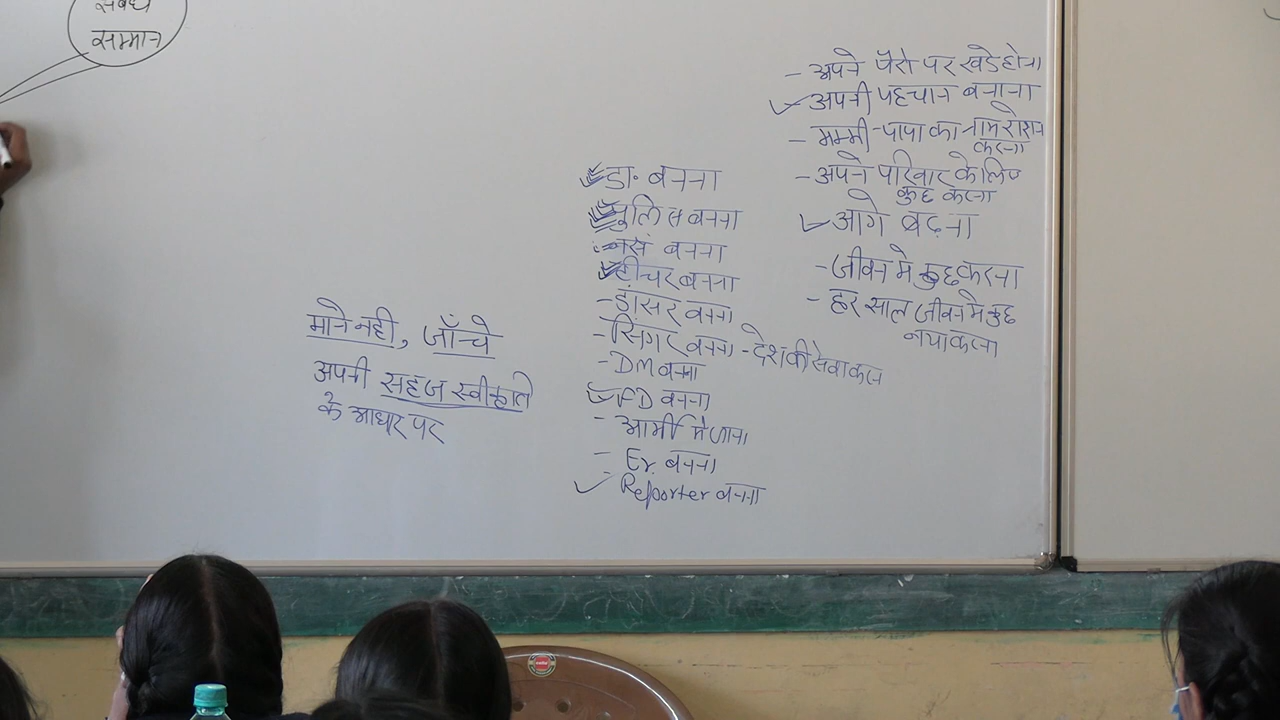 संबंध
सम्मान
माने नही, जाँचे
अपनी सहज स्वीकृति
के आधार पर
डा. बनना
पुलिस बनना
नर्स बनना
टीचर बनना
- डांसर बनना
- सिंगर बनना - देश की सेवा करना
- DM बनना
FD बनना
- आर्मी मे जाना
- Er. बनना
Reporter बनना
- अपने पैरो पर खडे होना
- अपनी पहचान बनाना
- मम्मी-पापा का नाम रोशन
करना
- अपने परिवार के लिए
कुछ करना
आगे बढ़ना
- जीवन मे कुछ करना
- हर साल जीवन मे कुछ
नया करना